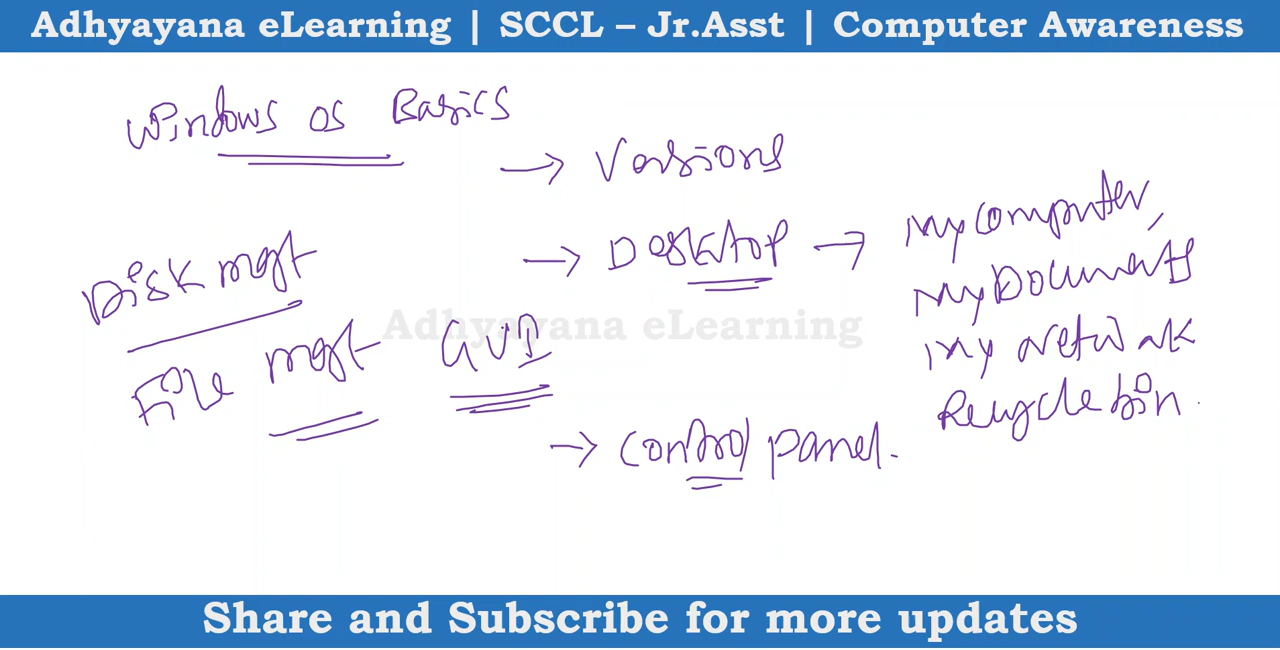 Adhyayana eLearning | SCCL – Jr.Asst | Computer Awareness
Windows os Basics
→ Versions
→ Desktop → My computer,
My Documents
My network
Recycle bin.
Disk mgt
File mgt
GUI
→ control panel.
Adhyayana eLearning
Share and Subscribe for more updates